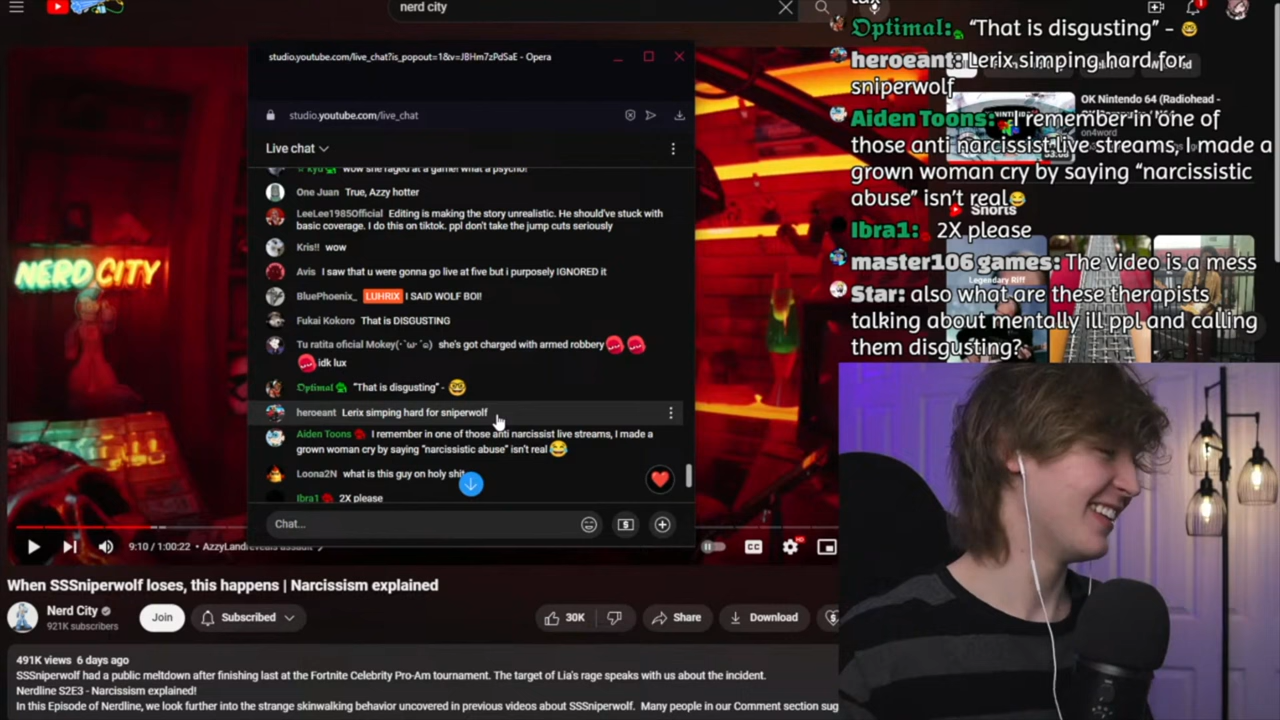 nerd city
studio.youtube.com/live_chat?is_popout=1&v=JBHm7zPdSaE - Opera
studio.youtube.com/live_chat
Live chat
Kyu wow she raged at a game! what a psycho!
One Juan True, Azzy hotter
LeeLee1985Official Editing is making the story unrealistic. He should've stuck with
basic coverage. I do this on tiktok. ppl don't take the jump cuts seriously
Kris!! wow
Avis I saw that u were gonna go live at five but i purposely IGNORED it
BluePhoenix_ LUHRIX I SAID WOLF BOI!
Fukai Kokoro That is DISGUSTING
Tu ratita oficial Mokey(･`ω´･๑) she's got charged with armed robbery
idk lux
Optimal "That is disgusting" - 🤓
heroeant Lerix simping hard for sniperwolf
Aiden Toons I remember in one of those anti narcissist live streams, I made a
grown woman cry by saying "narcissistic abuse" isn't real😂
Loona2N what is this guy on holy shit
Ibra1 2X please
Chat...
NERD CITY
9:10 / 1:00:22 • AzzyLand reveals assault
When SSSniperwolf loses, this happens | Narcissism explained
Nerd City
921K subscribers
Join
Subscribed
30K
Share
Download
491K views 6 days ago
SSSniperwolf had a public meltdown after finishing last at the Fortnite Celebrity Pro-Am tournament. The target of Lia's rage speaks with us about the incident.
Nerdline S2E3 - Narcissism explained!
In this Episode of Nerdline, we look further into the strange skinwalking behavior uncovered in previous videos about SSSniperwolf. Many people in our Comment section sug
tax
Optimal: "That is disgusting" - 🤓
heroeant: Lerix simping hard for
sniperwolf
Aiden Toons: I remember in one of
those anti narcissist live streams, I made a
grown woman cry by saying "narcissistic
abuse" isn't real😂
Ibra1: 2X please
master106 games: The video is a mess
Star: also what are these therapists
talking about mentally ill ppl and calling
them disgusting?
OK Nintendo 64 (Radiohead -
on4word
Shorts
Legendary Riff